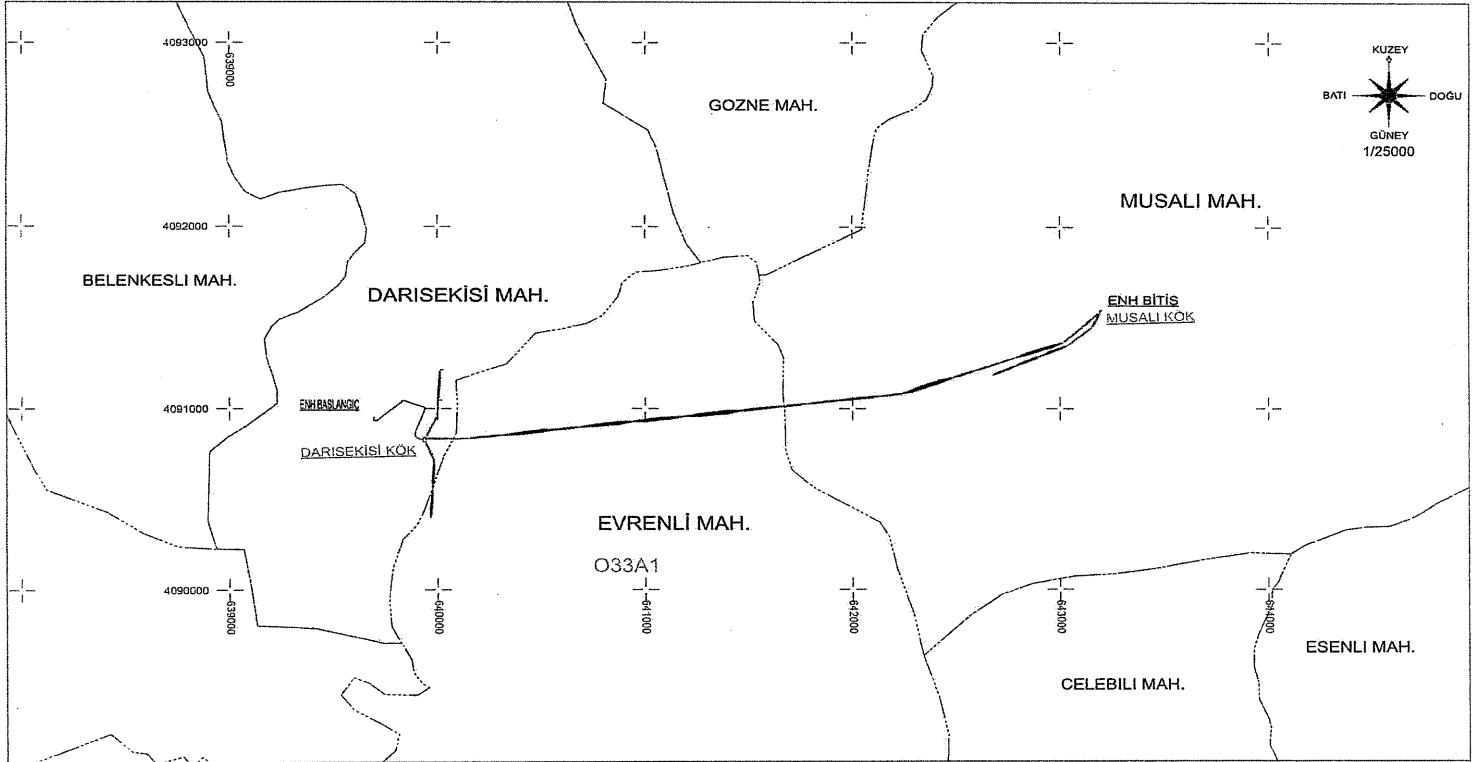 4093000
639000
KUZEY
BATI
DOĞU
GÜNEY
1/25000
GOZNE MAH.
MUSALI MAH.
4092000
BELENKESLI MAH.
DARISEKİSİ MAH.
ENH BİTİS
MUSALI KÖK
ENH BASLANGIÇ
4091000
DARISEKİSİ KÖK
EVRENLİ MAH.
O33A1
4090000
639000
640000
641000
642000
643000
644000
ESENLI MAH.
CELEBILI MAH.